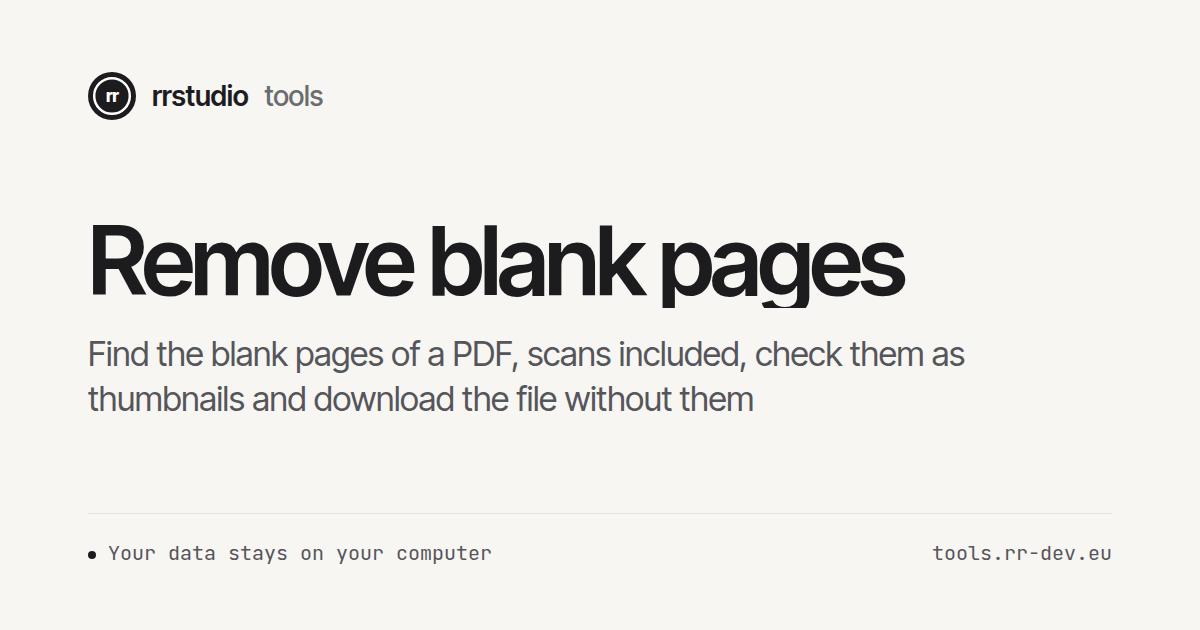 rr rrstudio tools
Remove blank pages
Find the blank pages of a PDF, scans included, check them as
thumbnails and download the file without them
Your data stays on your computer
tools.rr-dev.eu